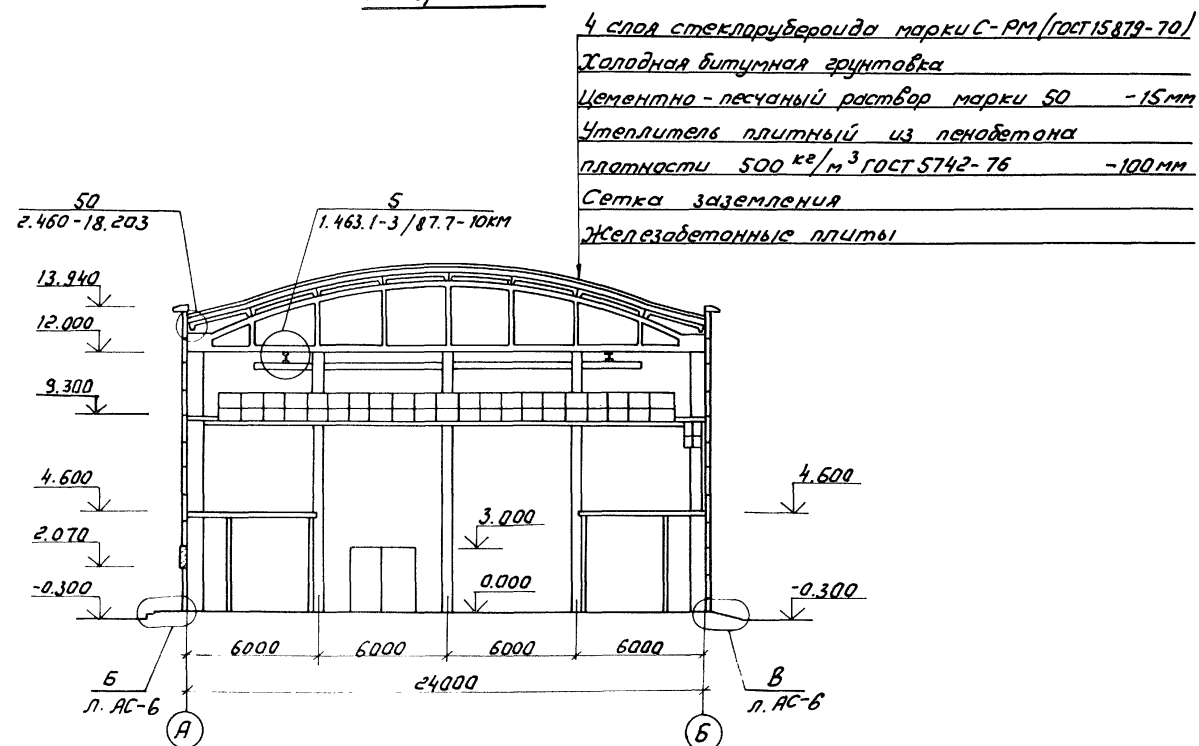 4 слоя стеклорубероида марки С-РМ (ГОСТ 15879-70)
Холодная битумная грунтовка
Цементно-песчаный раствор марки 50 -15мм
Утеплитель плитный из пенобетона
плотности 500 кг/м³ ГОСТ 5742-76 -100мм
Сетка заземления
Железобетонные плиты
50
2.460-18.203
5
1.463.1-3/87.7-10КМ
13.940
12.000
9.300
4.600
4.600
3.000
2.070
0.000
-0.300
-0.300
6000 6000 6000 6000
24000
Б
л. АС-6
В
л. АС-6
А
Б